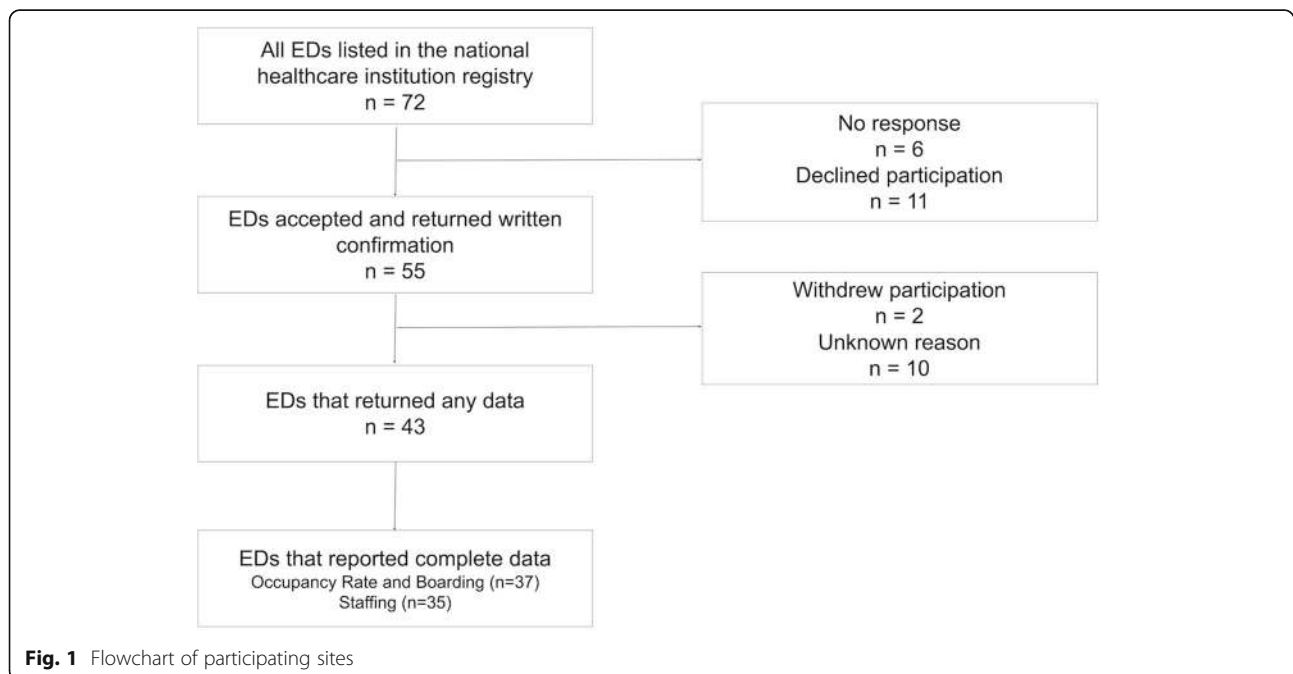 All EDs listed in the national
healthcare institution registry
n = 72
No response
n = 6
Declined participation
n = 11
EDs accepted and returned written
confirmation
n = 55
Withdrew participation
n = 2
Unknown reason
n = 10
EDs that returned any data
n = 43
EDs that reported complete data
Occupancy Rate and Boarding (n=37)
Staffing (n=35)
Fig. 1 Flowchart of participating sites